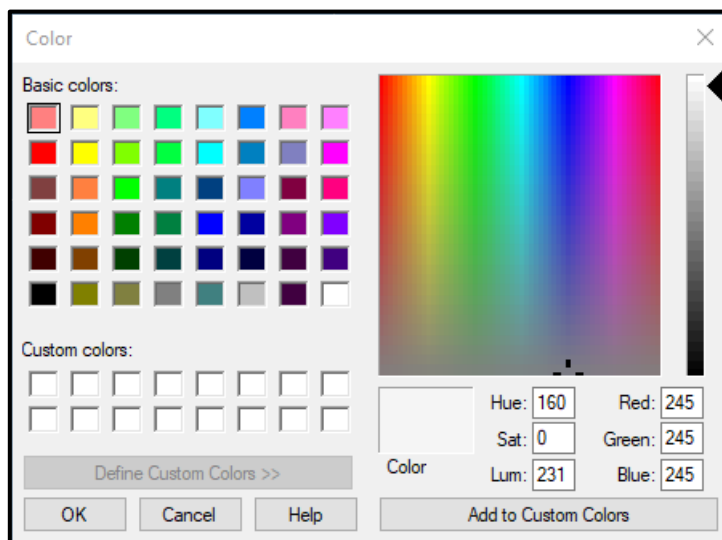 Color
Basic colors:
Custom colors:
Define Custom Colors >>
OK Cancel Help
Color
Hue: 160 Red: 245
Sat: 0 Green: 245
Lum: 231 Blue: 245
Add to Custom Colors